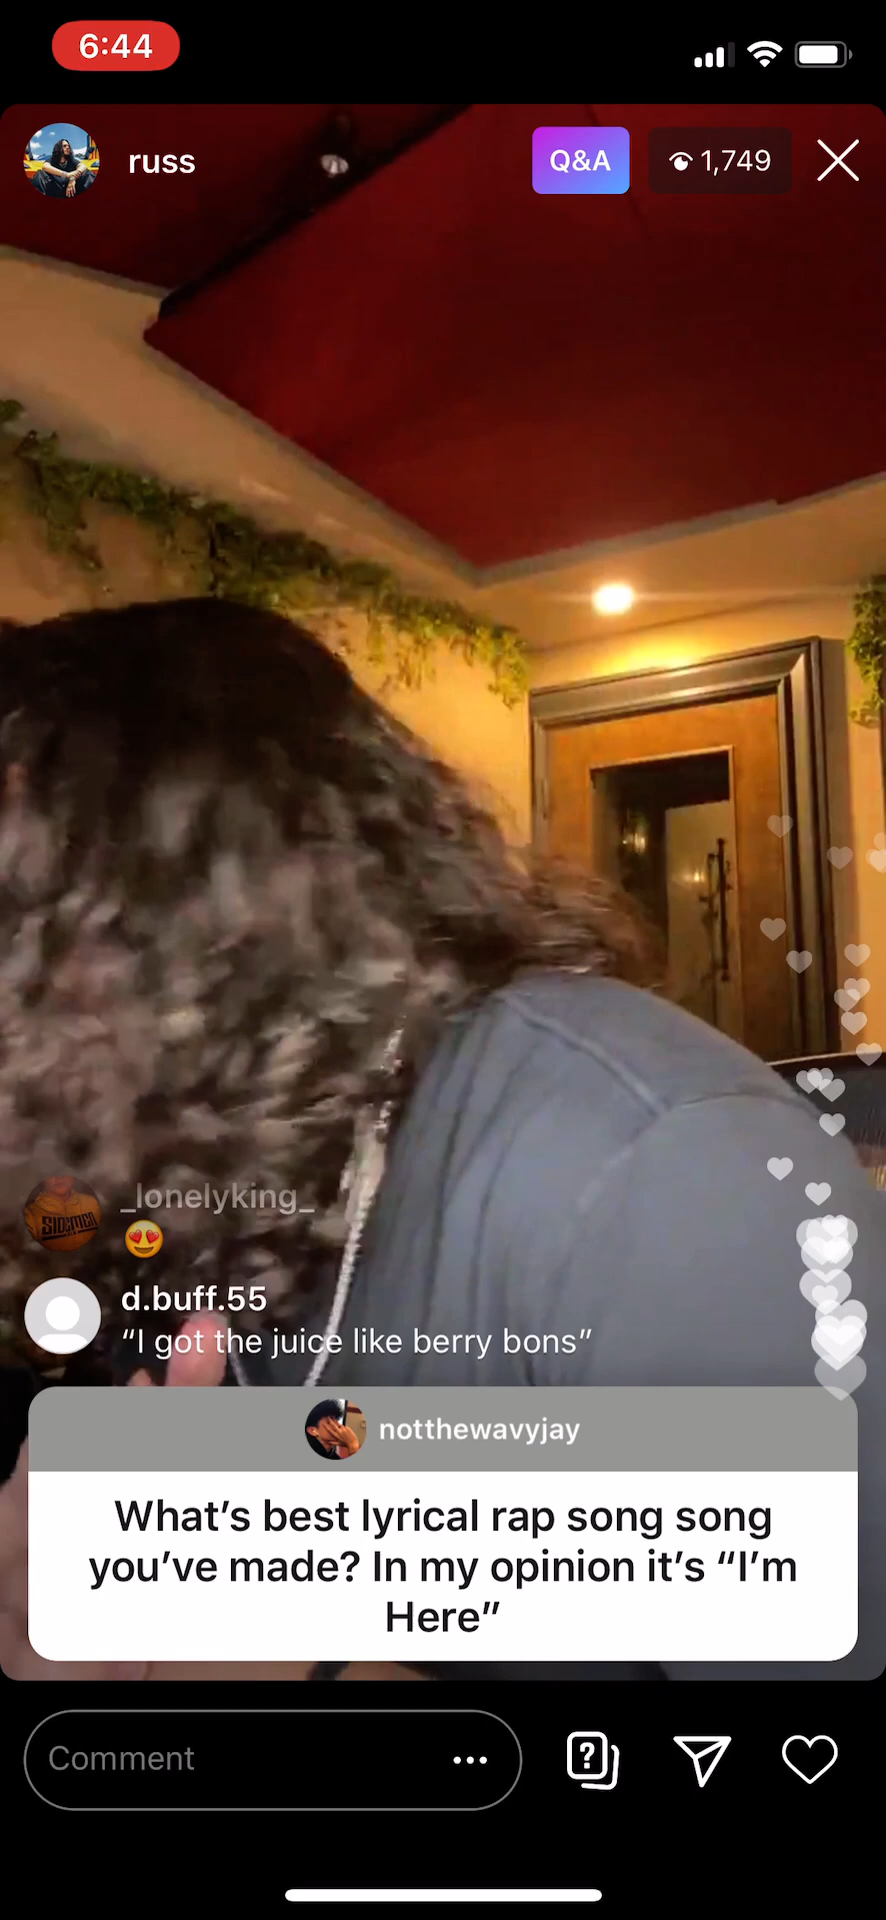 6:44
russ
Q&A
1,749
_lonelyking_
😍
d.buff.55
“I got the juice like berry bons”
notthewavyjay
What’s best lyrical rap song song
you’ve made? In my opinion it’s “I’m
Here”
Comment
SIDEMEN